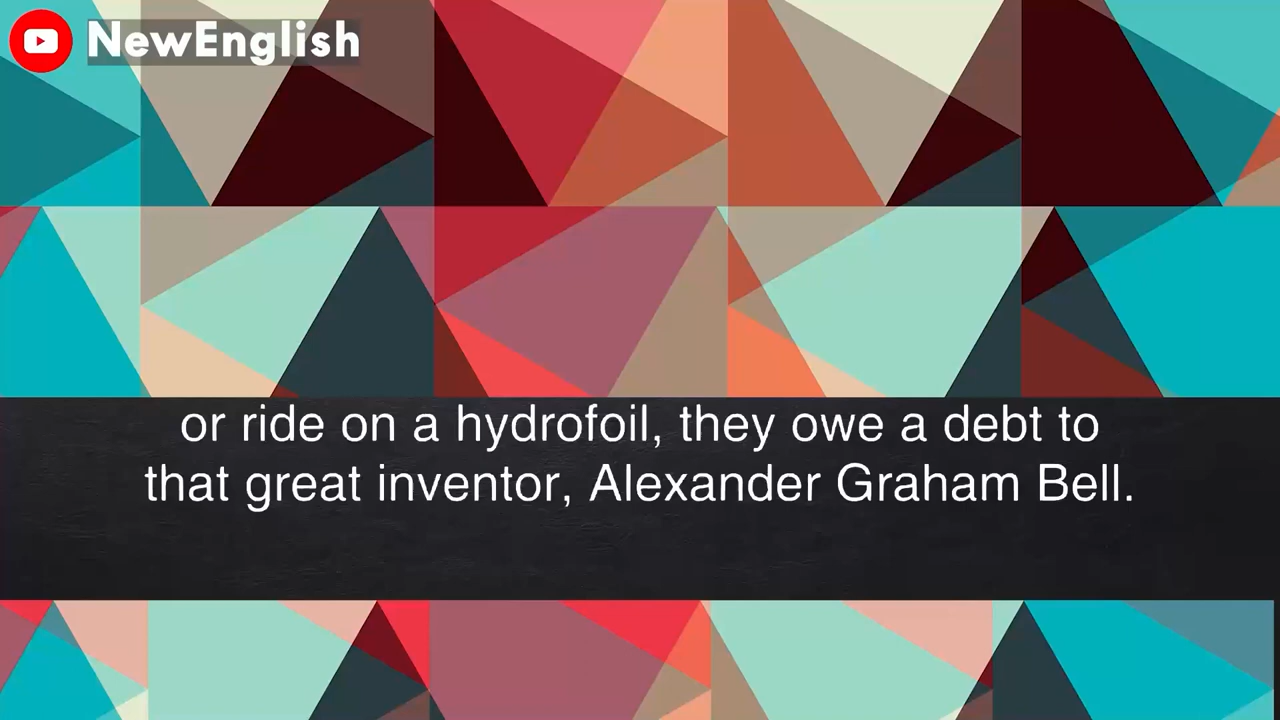 NewEnglish
or ride on a hydrofoil, they owe a debt to
that great inventor, Alexander Graham Bell.